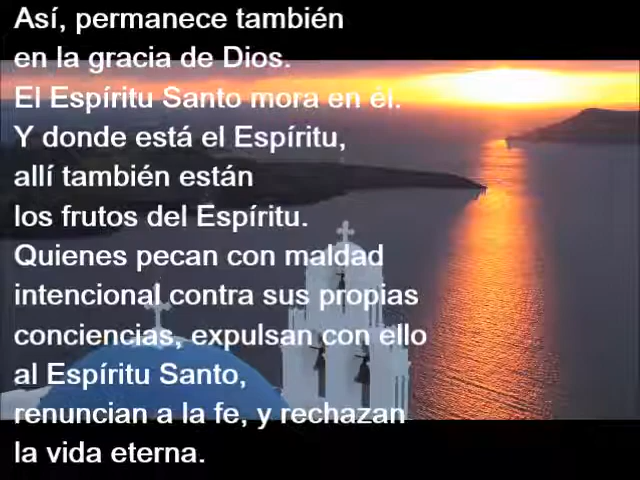 Así, permanece también
en la gracia de Dios.
El Espíritu Santo mora en él.
Y donde está el Espíritu,
allí también están
los frutos del Espíritu.
Quienes pecan con maldad
intencional contra sus propias
conciencias, expulsan con ello
al Espíritu Santo,
renuncian a la fe, y rechazan
la vida eterna.